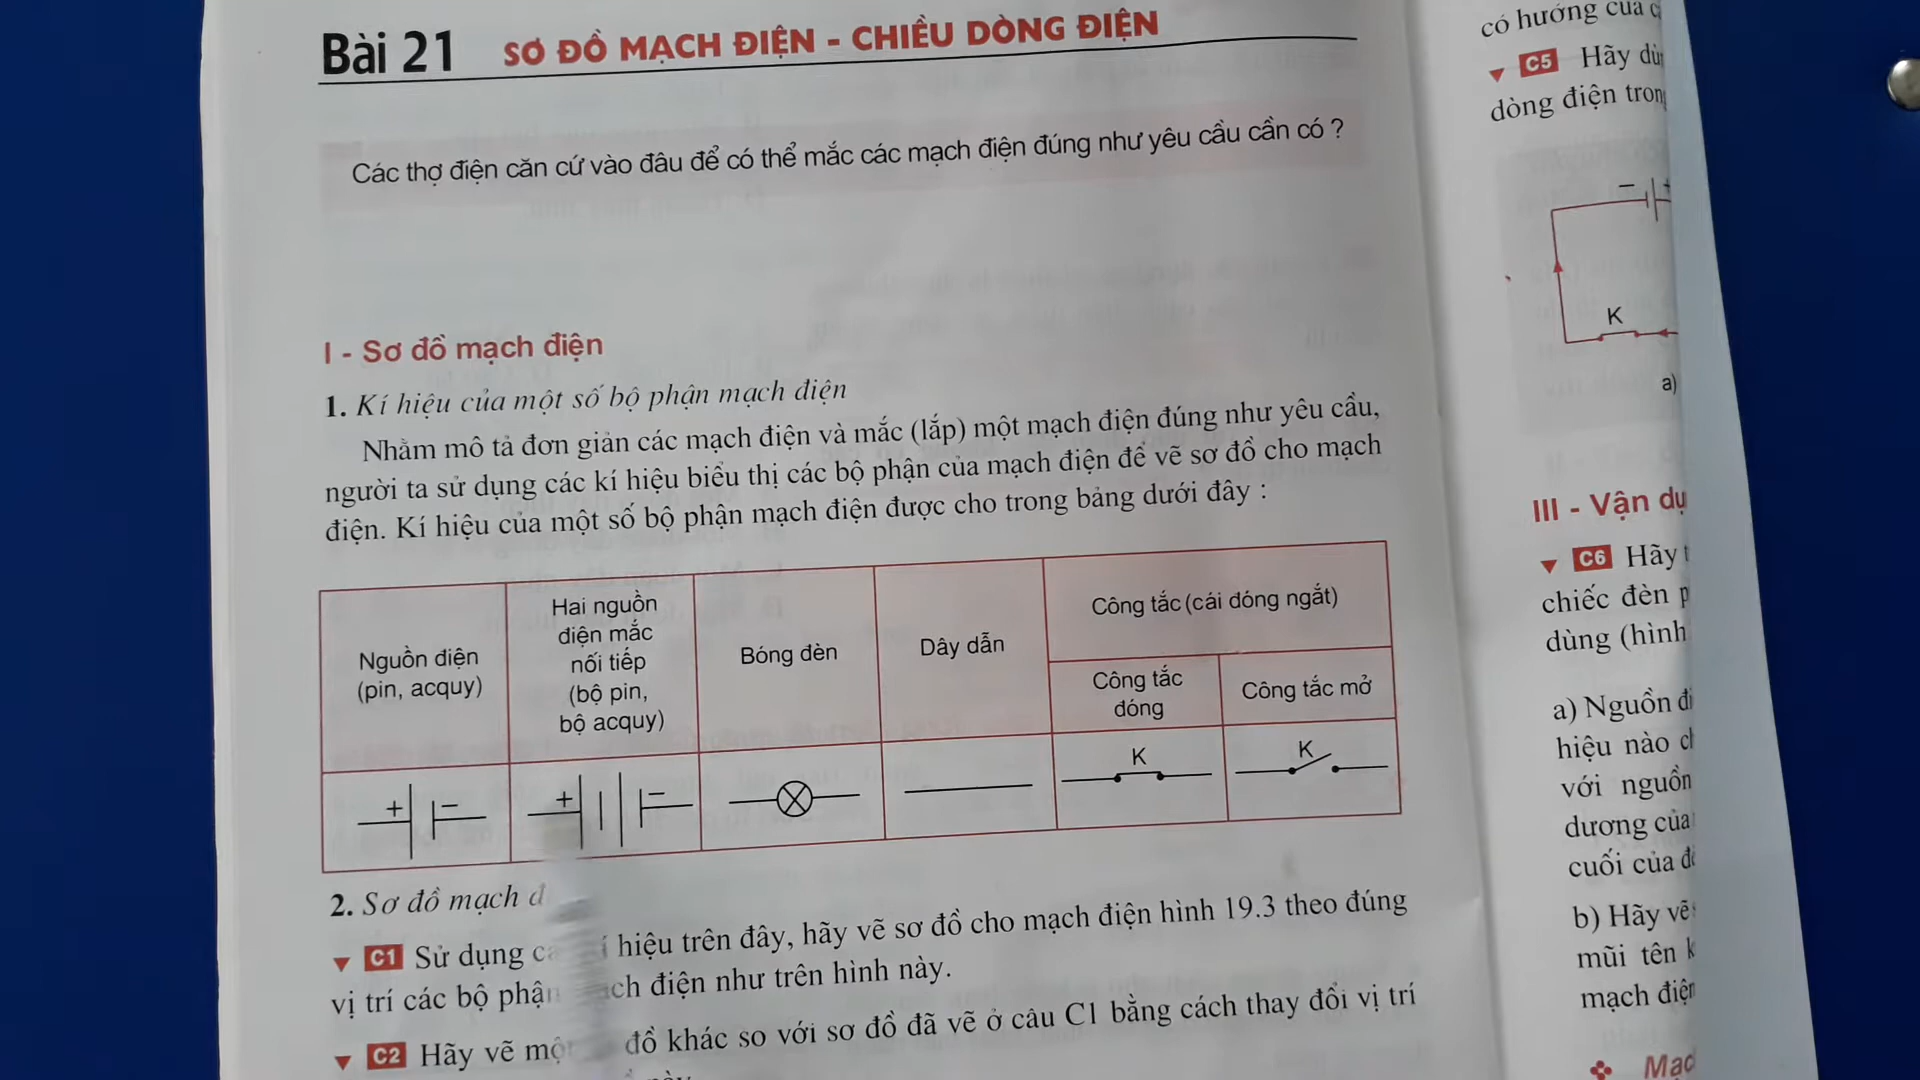 Bài 21 SƠ ĐỒ MẠCH ĐIỆN - CHIỀU DÒNG ĐIỆN
Các thợ điện căn cứ vào đâu để có thể mắc các mạch điện đúng như yêu cầu cần có ?
I - Sơ đồ mạch điện
1. Kí hiệu của một số bộ phận mạch điện
Nhằm mô tả đơn giản các mạch điện và mắc (lắp) một mạch điện đúng như yêu cầu,
người ta sử dụng các kí hiệu biểu thị các bộ phận của mạch điện để vẽ sơ đồ cho mạch
điện. Kí hiệu của một số bộ phận mạch điện được cho trong bảng dưới đây :
Nguồn điện
(pin, acquy)
Hai nguồn
điện mắc
nối tiếp
(bộ pin,
bộ acquy)
Bóng đèn
Dây dẫn
Công tắc (cái đóng ngắt)
Công tắc
đóng
Công tắc mở
+ −
+ −
K
K
2. Sơ đồ mạch
C1 Sử dụng hiệu trên đây, hãy vẽ sơ đồ cho mạch điện hình 19.3 theo đúng
vị trí các bộ phận điện như trên hình này.
C2 Hãy vẽ đồ khác so với sơ đồ đã vẽ ở câu C1 bằng cách thay đổi vị trí
có hướng của
C5 Hãy
dòng điện
− +
K
a)
III - Vận
C6 Hãy
chiếc đèn
dùng (hình
a) Nguồn
hiệu nào
với nguồn
dương của
cuối của
b) Hãy vẽ
mũi tên
mạch